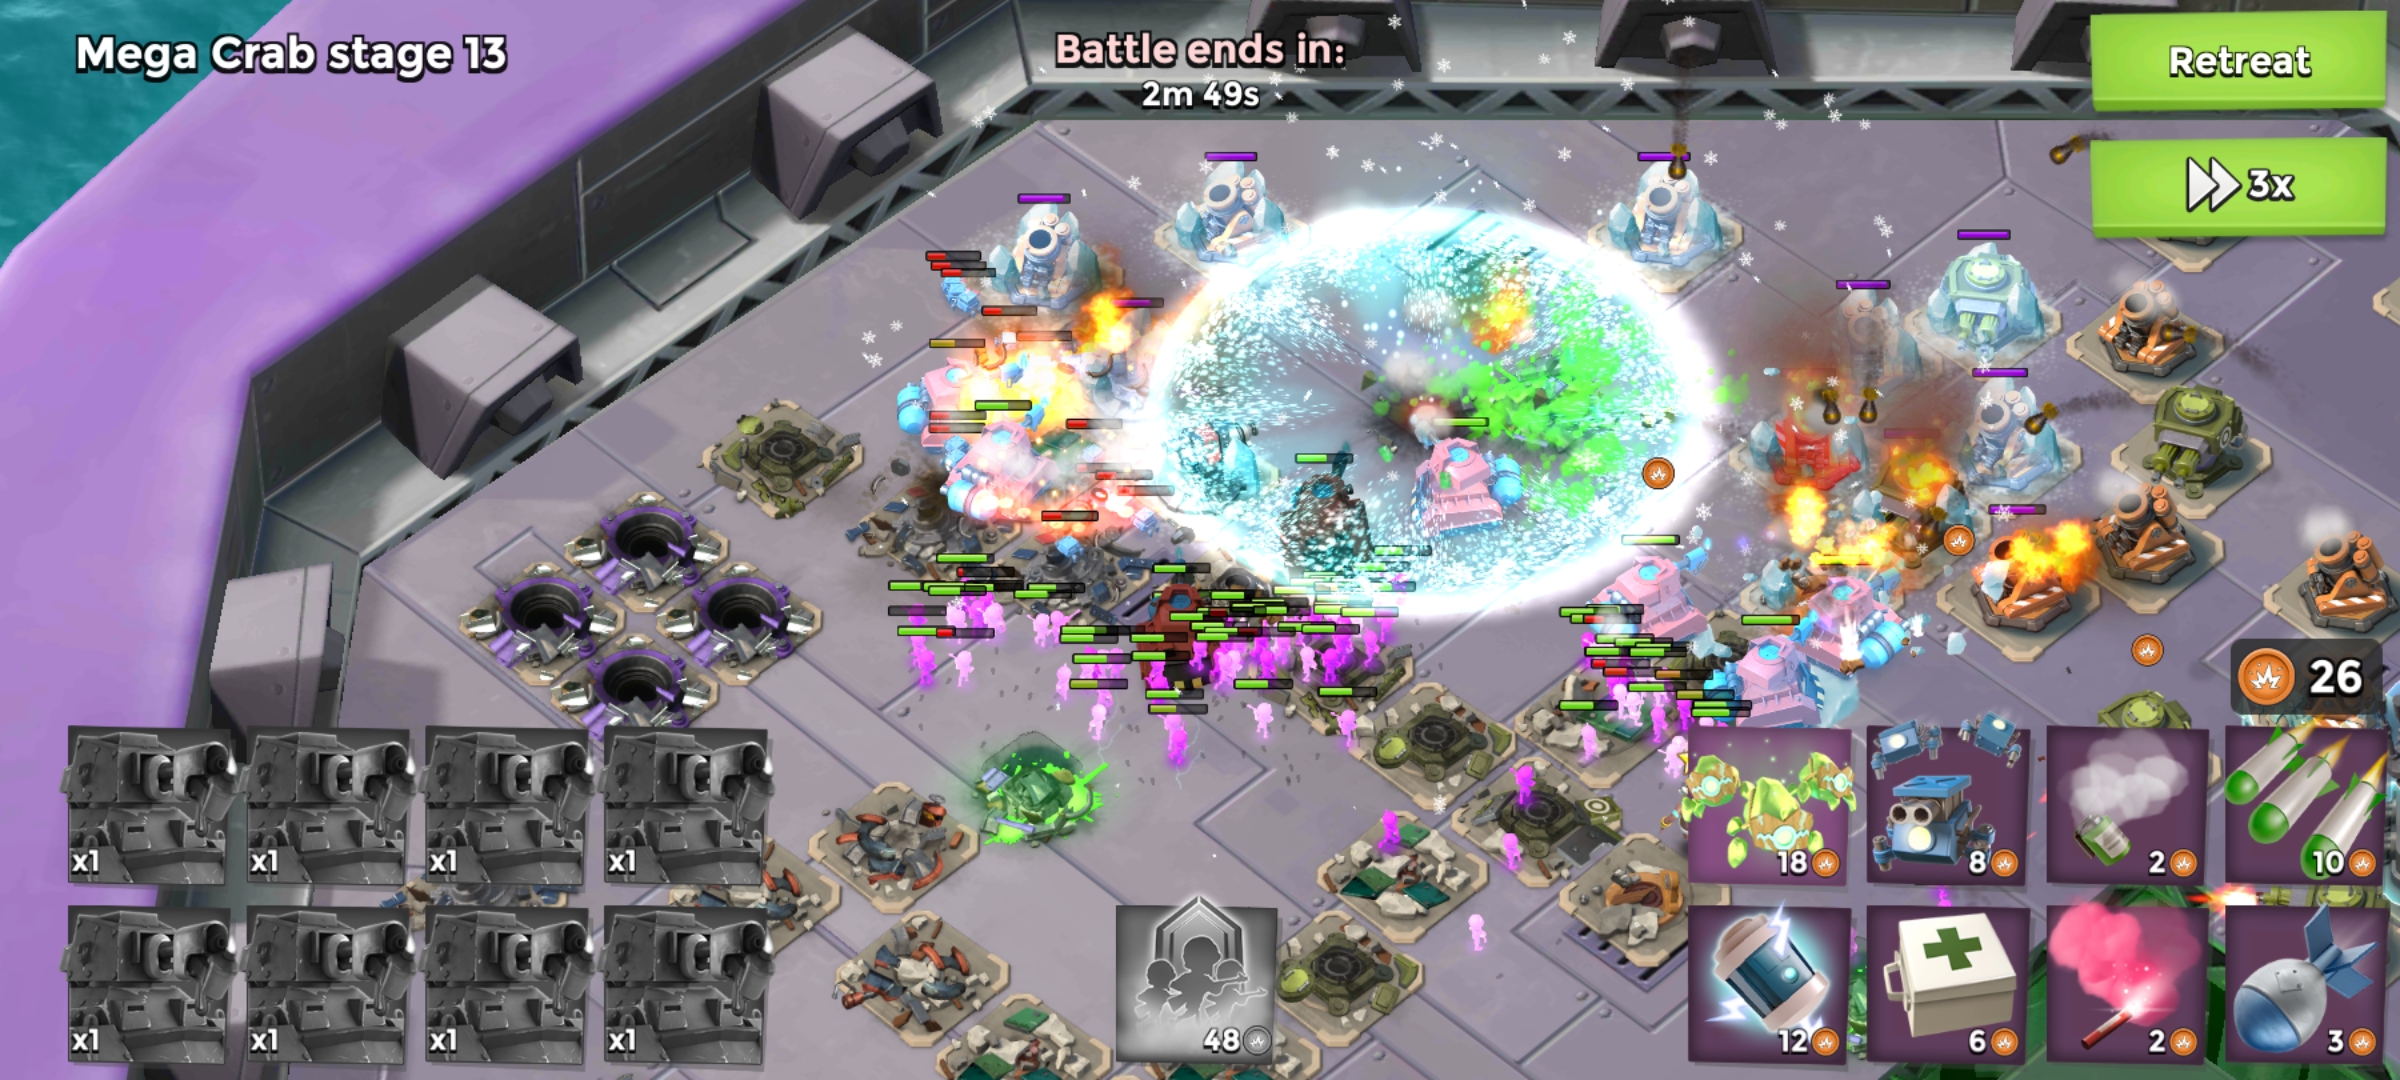 Mega Crab stage 13
Battle ends in:
2m 49s
Retreat
3x
26
x1
x1
x1
x1
18
8
2
10
x1
x1
x1
x1
48
12
6
2
3